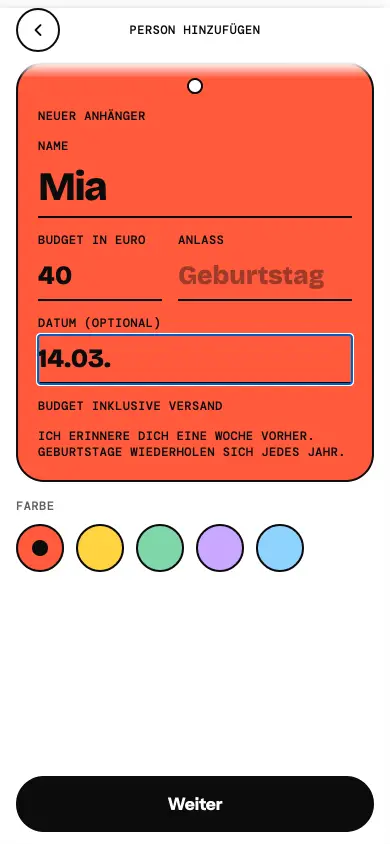 PERSON HINZUFÜGEN
NEUER ANHÄNGER
NAME
Mia
BUDGET IN EURO
ANLASS
40
Geburtstag
DATUM (OPTIONAL)
14.03.
BUDGET INKLUSIVE VERSAND
ICH ERINNERE DICH EINE WOCHE VORHER.
GEBURTSTAGE WIEDERHOLEN SICH JEDES JAHR.
FARBE
Weiter